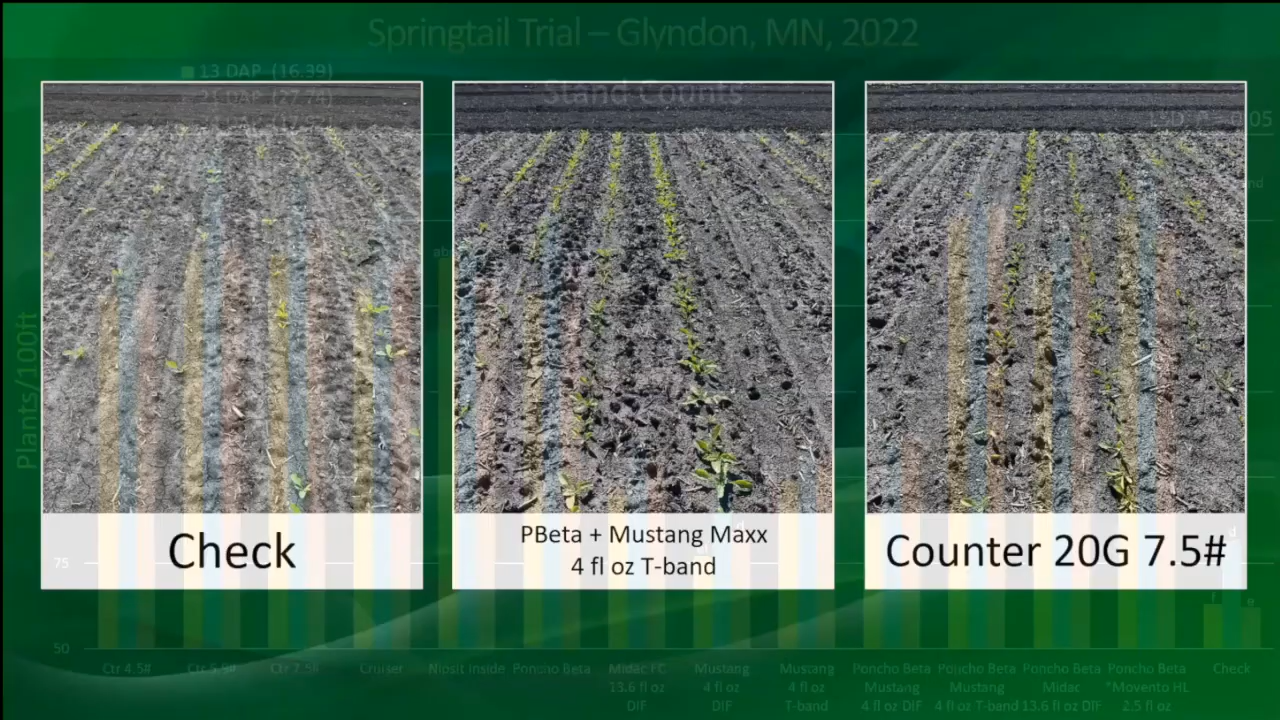 Springtail Trial – Glyndon, MN, 2022
13 DAP (16.39)
Stand Counts
Plants/100ft
Check
PBeta + Mustang Maxx
4 fl oz T-band
Counter 20G 7.5#
75
50
Ctr 4.5#
Ctr 5.9#
Ctr 7.5#
Cruiser
Nipsit Inside
Poncho Beta
Midac FC
13.6 fl oz
DIF
Mustang
4 fl oz
DIF
Mustang
4 fl oz
T-band
Poncho Beta
Mustang
4 fl oz DIF
Poncho Beta
Mustang
4 fl oz T-band
Poncho Beta
Midac
13.6 fl oz DIF
Poncho Beta
*Movento HL
2.5 fl oz
Check